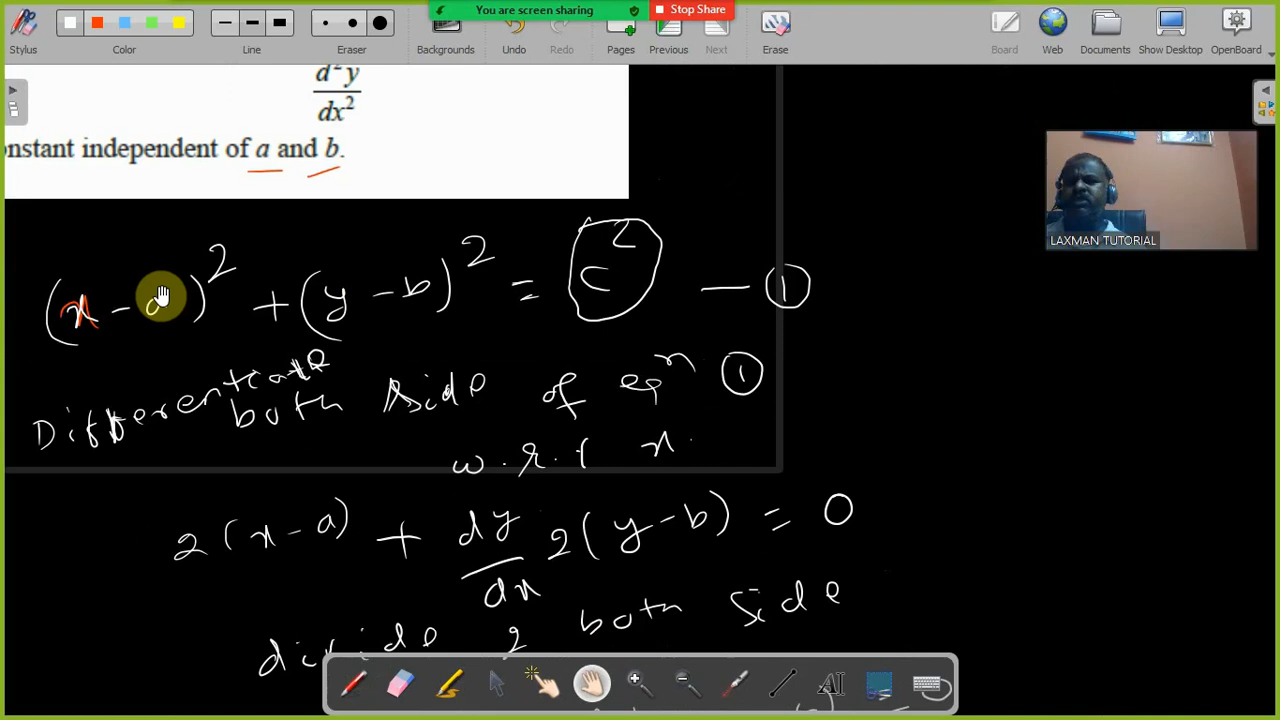 You are screen sharing Stop Share
Stylus Color Line Eraser Backgrounds Undo Redo Pages Previous Next Erase Board Web Documents Show Desktop OpenBoard
d²y
dx²
onstant independent of a and b.
LAXMAN TUTORIAL
(x - a)² + (y - b)² = c² — ①
Differentiate both side of eqⁿ ①
w.r.t x.
2(x-a) + dy/dx 2(y-b) = 0
divide 2 both side